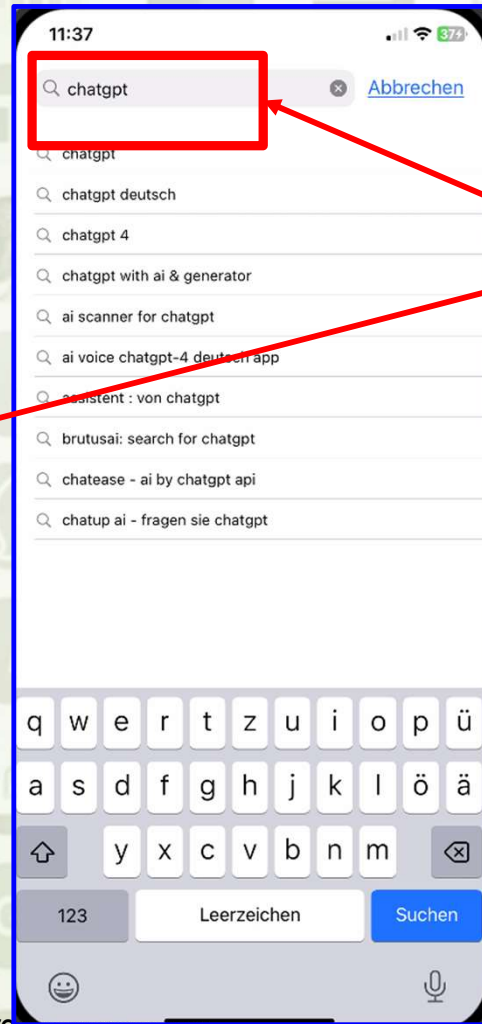 11:37
37
chatgpt
Abbrechen
chatgpt
chatgpt deutsch
chatgpt 4
chatgpt with ai & generator
ai scanner for chatgpt
ai voice chatgpt-4 deutsch app
assistent : von chatgpt
brutusai: search for chatgpt
chatease - ai by chatgpt api
chatup ai - fragen sie chatgpt
q w e r t z u i o p ü
a s d f g h j k l ö ä
y x c v b n m
123 Leerzeichen Suchen